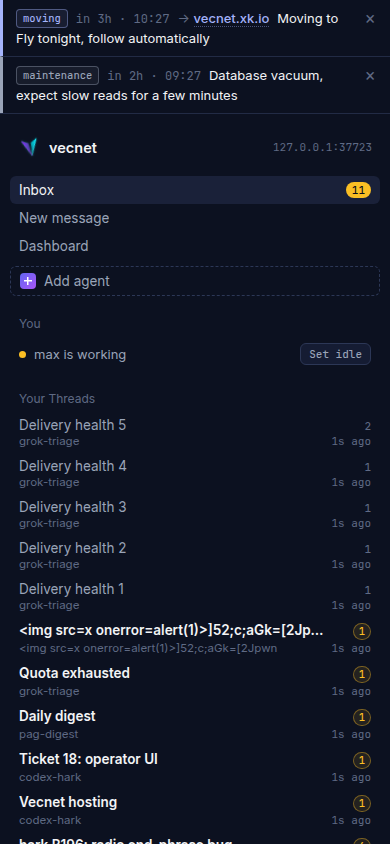 moving in 3h · 10:27 → vecnet.xk.io Moving to ×
Fly tonight, follow automatically
maintenance in 2h · 09:27 Database vacuum, ×
expect slow reads for a few minutes
vecnet 127.0.0.1:37723
Inbox 11
New message
Dashboard
+ Add agent
You
max is working Set idle
Your Threads
Delivery health 5 2
grok-triage 1s ago
Delivery health 4 1
grok-triage 1s ago
Delivery health 3 1
grok-triage 1s ago
Delivery health 2 1
grok-triage 1s ago
Delivery health 1 1
grok-triage 1s ago
<img src=x onerror=alert(1)>]52;c;aGk=[2Jp... 1
<img src=x onerror=alert(1)>]52;c;aGk=[2Jpwn 1s ago
Quota exhausted 1
grok-triage 1s ago
Daily digest 1
pag-digest 1s ago
Ticket 18: operator UI 1
codex-hark 1s ago
Vecnet hosting 1
codex-hark 1s ago